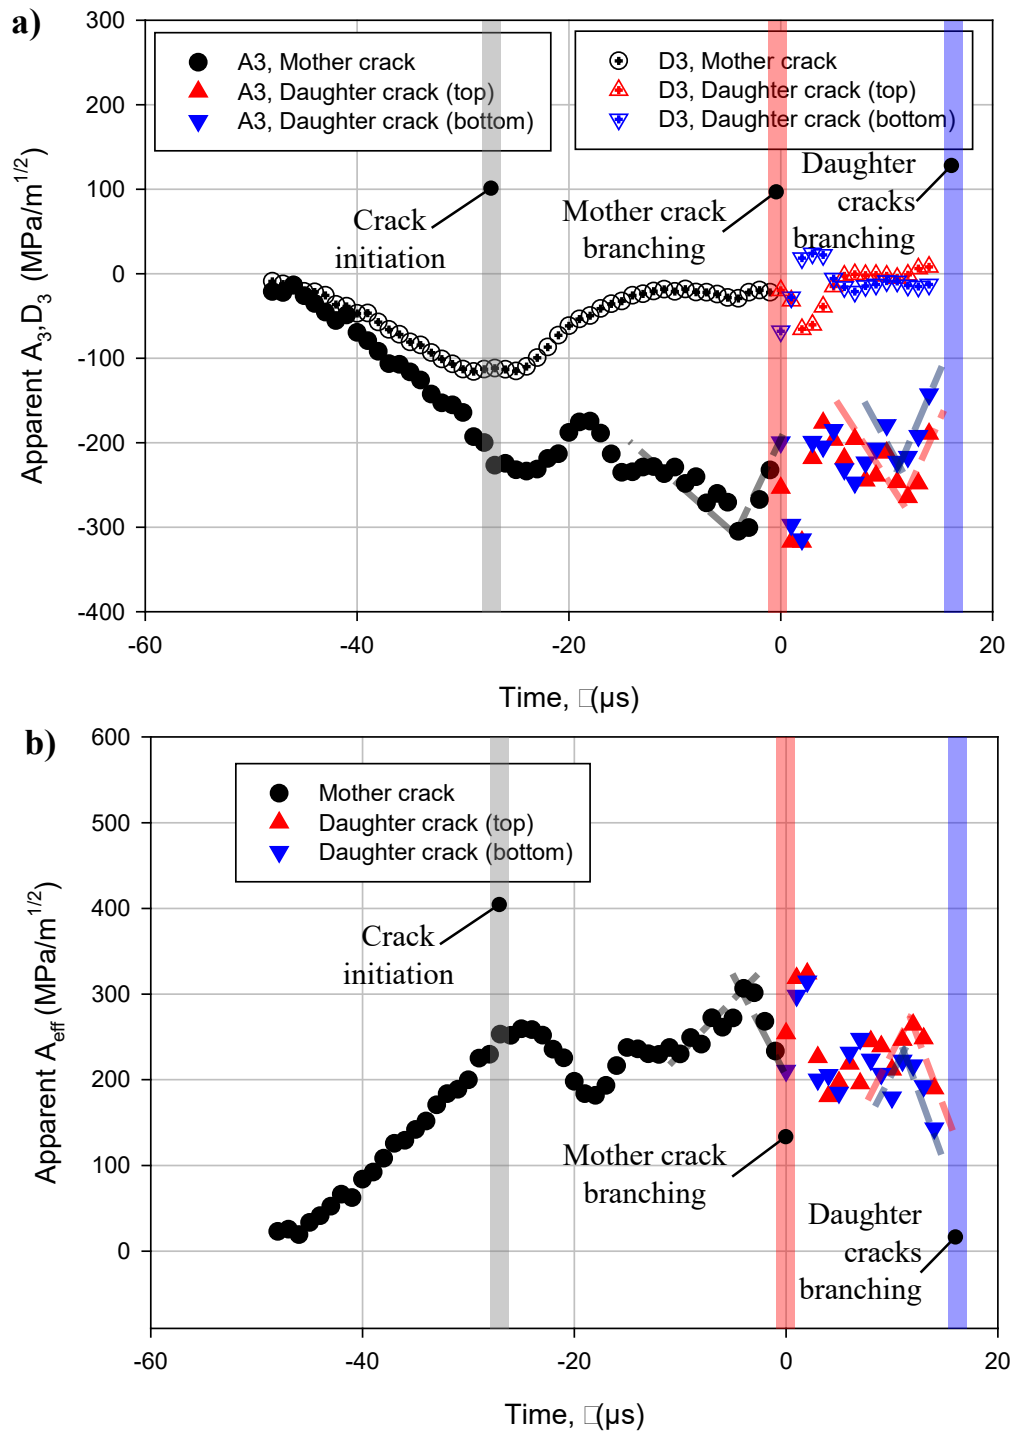 a)
300
200
100
0
-100
-200
-300
-400
Apparent A3,D3 (MPa/m1/2)
A3, Mother crack
A3, Daughter crack (top)
A3, Daughter crack (bottom)
D3, Mother crack
D3, Daughter crack (top)
D3, Daughter crack (bottom)
Crack
initiation
Mother crack
branching
Daughter
cracks
branching
-60
-40
-20
0
20
Time, □(μs)
b)
600
500
400
300
200
100
0
Apparent Aeff (MPa/m1/2)
Mother crack
Daughter crack (top)
Daughter crack (bottom)
Crack
initiation
Mother crack
branching
Daughter
cracks
branching
-60
-40
-20
0
20
Time, □(μs)